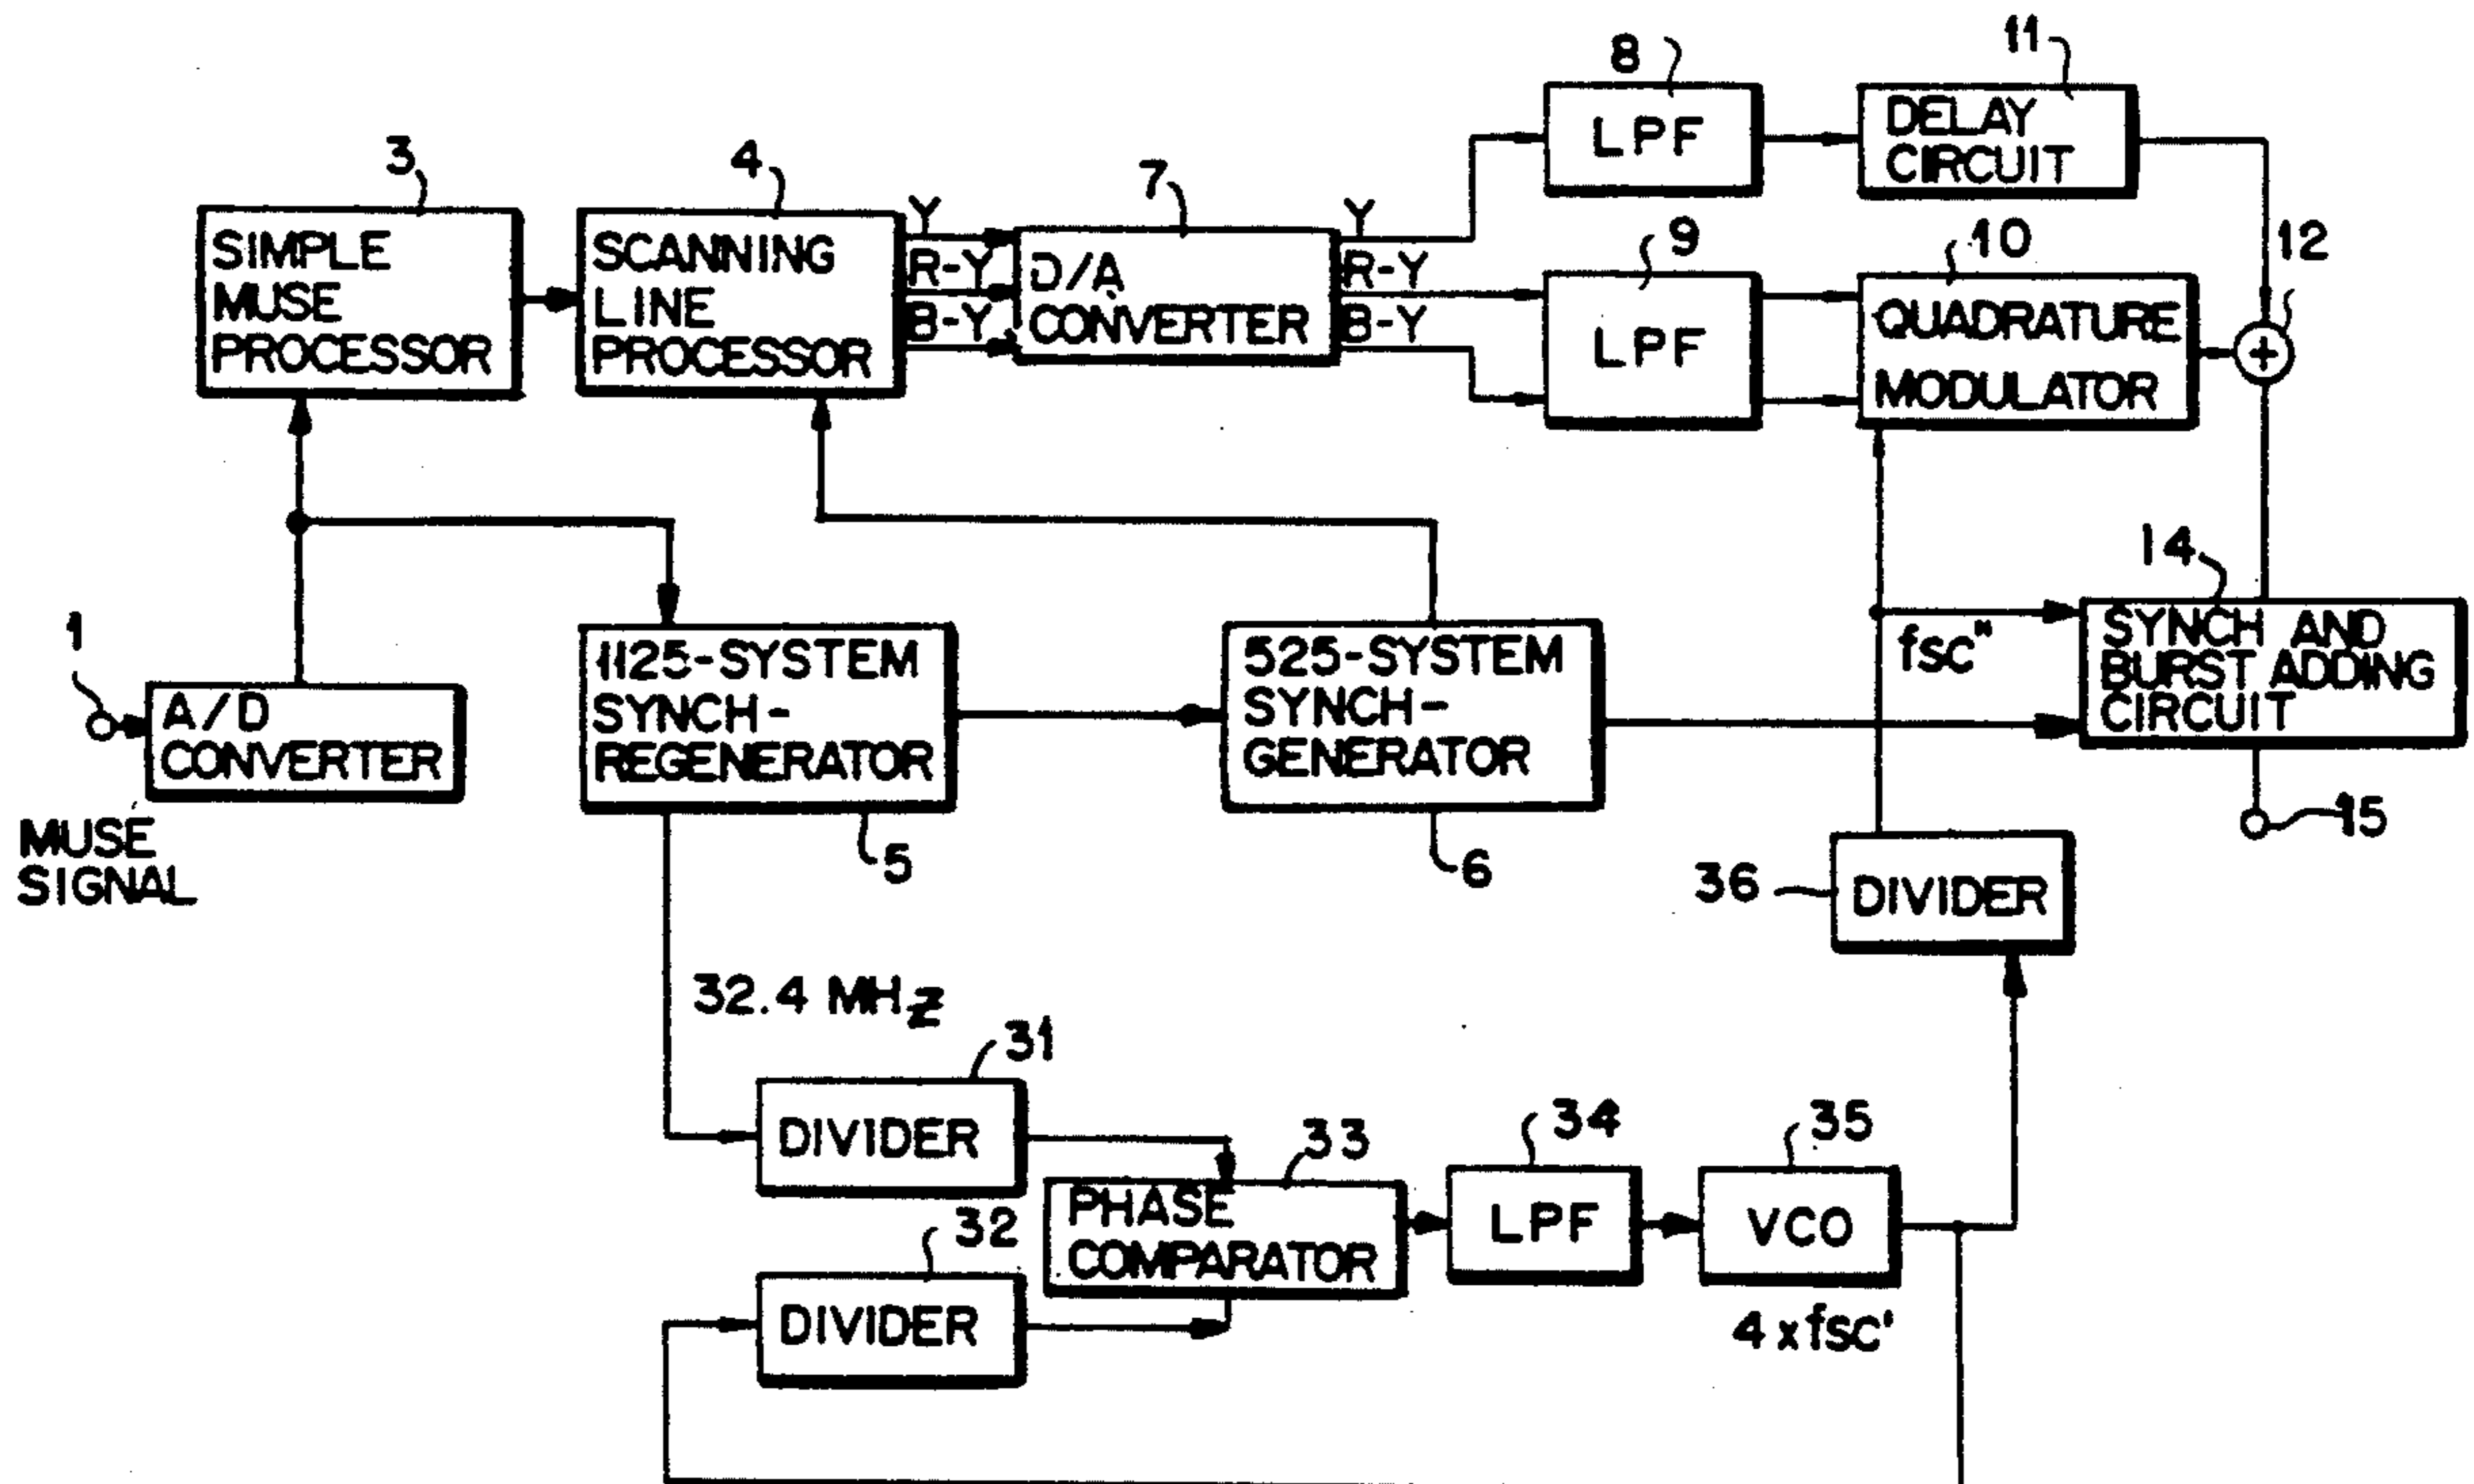 8
11
LPF
DELAY
CIRCUIT
3
4
7
SIMPLE
MUSE
PROCESSOR
SCANNING
LINE
PROCESSOR
Y
R-Y
B-Y
D/A
CONVERTER
Y
R-Y
B-Y
9
LPF
10
QUADRATURE
MODULATOR
12
+
1
A/D
CONVERTER
MUSE
SIGNAL
1125-SYSTEM
SYNCH-
REGENERATOR
5
525-SYSTEM
SYNCH-
GENERATOR
6
fsc"
14
SYNCH AND
BURST ADDING
CIRCUIT
15
36
DIVIDER
32.4 MHz
31
DIVIDER
32
DIVIDER
33
PHASE
COMPARATOR
34
LPF
35
VCO
4 x fsc'